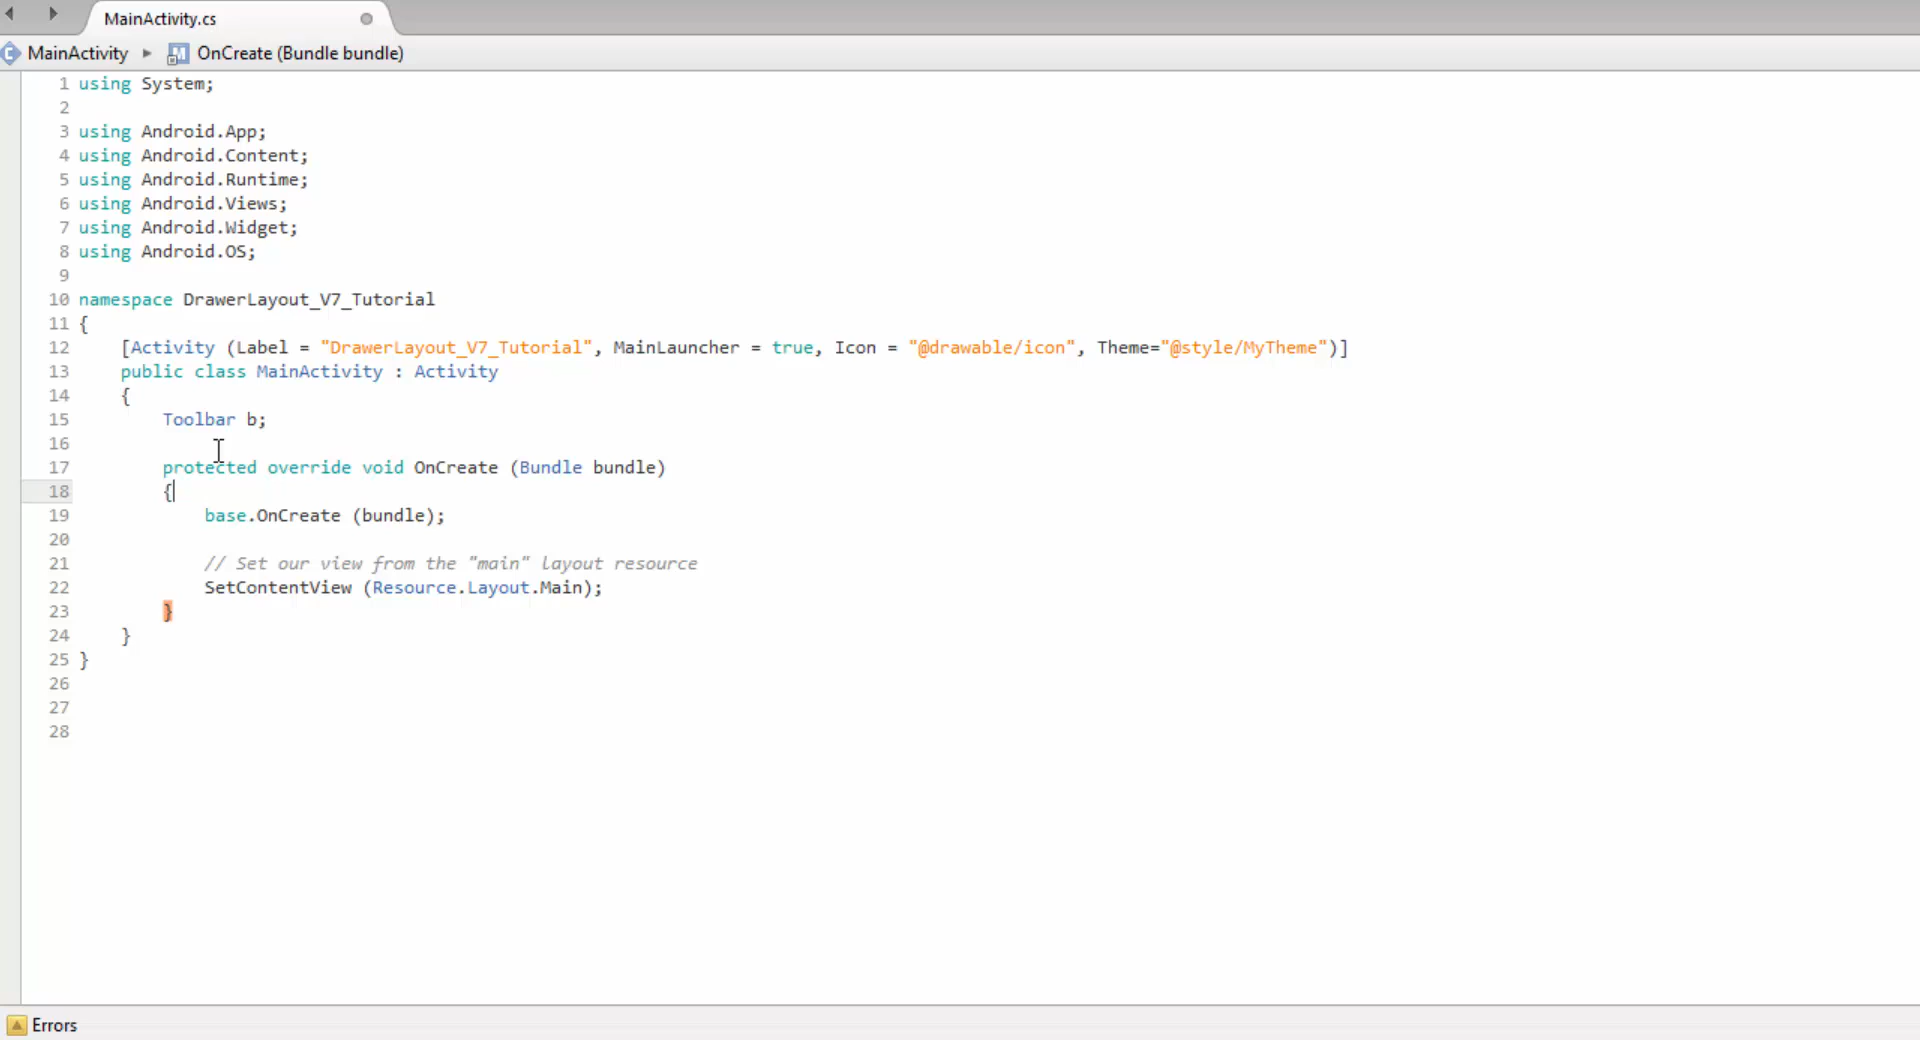 MainActivity.cs
MainActivity ▸ OnCreate (Bundle bundle)
1 using System;
2
3 using Android.App;
4 using Android.Content;
5 using Android.Runtime;
6 using Android.Views;
7 using Android.Widget;
8 using Android.OS;
9
10 namespace DrawerLayout_V7_Tutorial
11 {
12 [Activity (Label = "DrawerLayout_V7_Tutorial", MainLauncher = true, Icon = "@drawable/icon", Theme="@style/MyTheme")]
13 public class MainActivity : Activity
14 {
15 Toolbar b;
16
17 protected override void OnCreate (Bundle bundle)
18 {
19 base.OnCreate (bundle);
20
21 // Set our view from the "main" layout resource
22 SetContentView (Resource.Layout.Main);
23 }
24 }
25 }
26
27
28
Errors